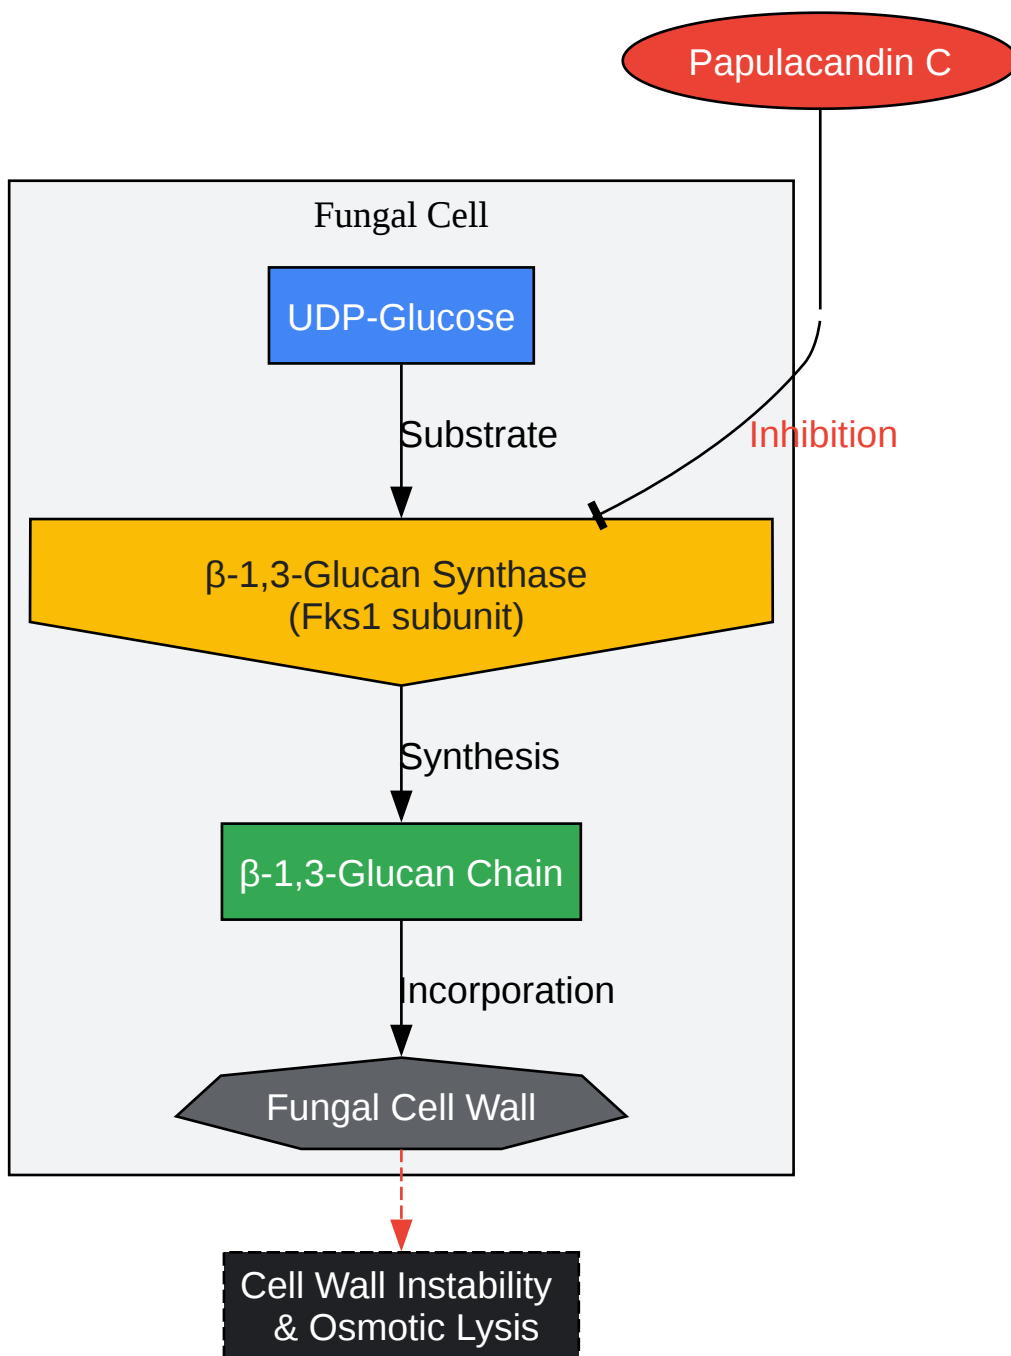 Papulacandin C
Fungal Cell
UDP-Glucose
Substrate
Inhibition
β-1,3-Glucan Synthase
(Fks1 subunit)
Synthesis
β-1,3-Glucan Chain
Incorporation
Fungal Cell Wall
Cell Wall Instability
& Osmotic Lysis